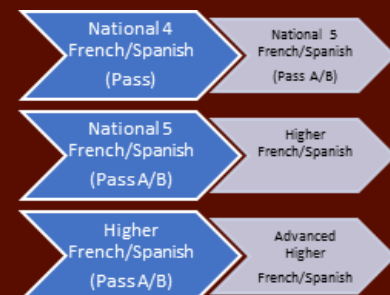 National 4
French/Spanish
(Pass)
National 5
French/Spanish
(Pass A/B)
National 5
French/Spanish
(Pass A/B)
Higher
French/Spanish
Higher
French/Spanish
(Pass A/B)
Advanced
Higher
French/Spanish